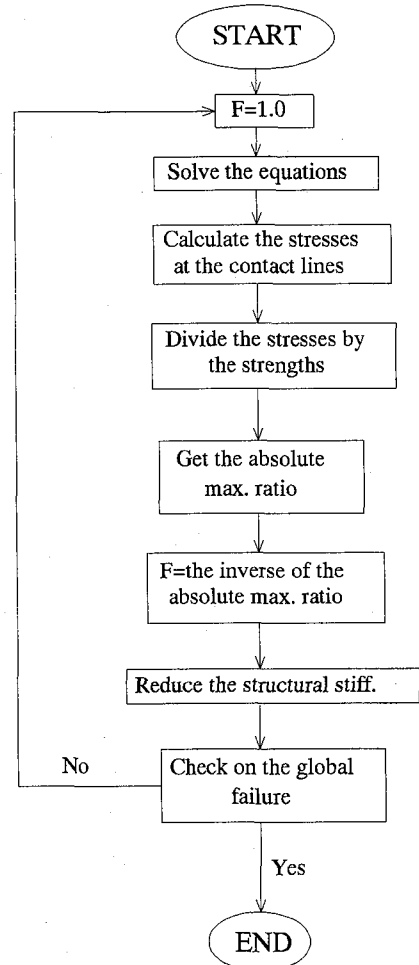 START
F=1.0
Solve the equations
Calculate the stresses
at the contact lines
Divide the stresses by
the strengths
Get the absolute
max. ratio
F=the inverse of the
absolute max. ratio
Reduce the structural stiff.
No
Check on the global
failure
Yes
END